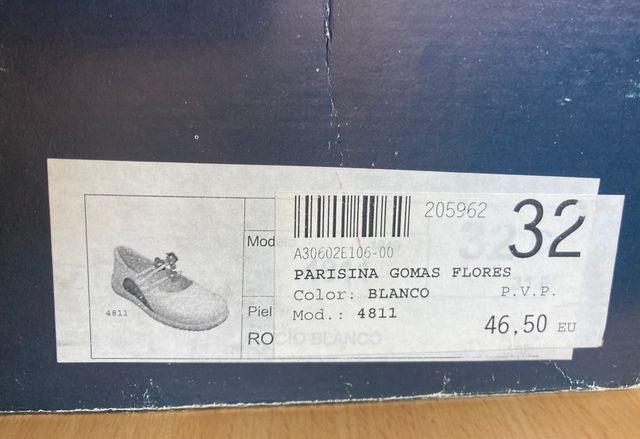 4811
Mod
Piel
ROCIO BLANCO
205962
32
A30602E106-00
PARISINA GOMAS FLORES
Color: BLANCO P.V.P.
Mod.: 4811
46,50 EU